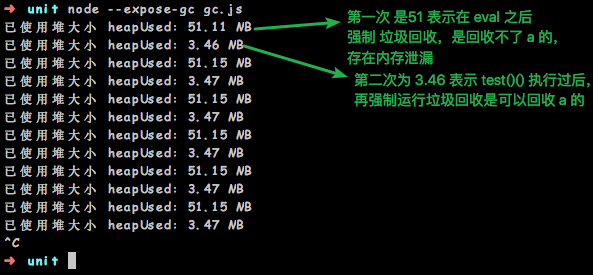 ➜ unit node --expose-gc gc.js
已使用堆大小 heapUsed: 51.11 MB
已使用堆大小 heapUsed: 3.46 MB
已使用堆大小 heapUsed: 51.15 MB
已使用堆大小 heapUsed: 3.47 MB
已使用堆大小 heapUsed: 51.15 MB
已使用堆大小 heapUsed: 3.47 MB
已使用堆大小 heapUsed: 51.15 MB
已使用堆大小 heapUsed: 3.47 MB
已使用堆大小 heapUsed: 51.15 MB
已使用堆大小 heapUsed: 3.47 MB
已使用堆大小 heapUsed: 51.15 MB
已使用堆大小 heapUsed: 3.47 MB
^C
➜ unit
第一次 是51 表示在 eval 之后
强制 垃圾回收，是回收不了 a 的，
存在内存泄漏
第二次为 3.46 表示 test()() 执行过后，
再强制运行垃圾回收是可以回收 a 的